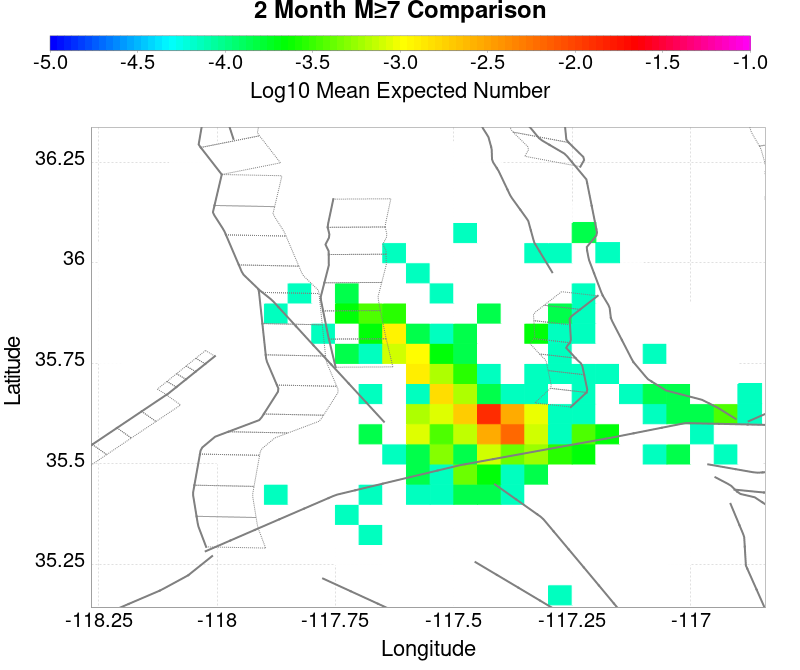 2 Month M≥7 Comparison
-5.0 -4.5 -4.0 -3.5 -3.0 -2.5 -2.0 -1.5 -1.0
Log10 Mean Expected Number
36.25
36
35.75
35.5
35.25
Latitude
-118.25 -118 -117.75 -117.5 -117.25 -117
Longitude